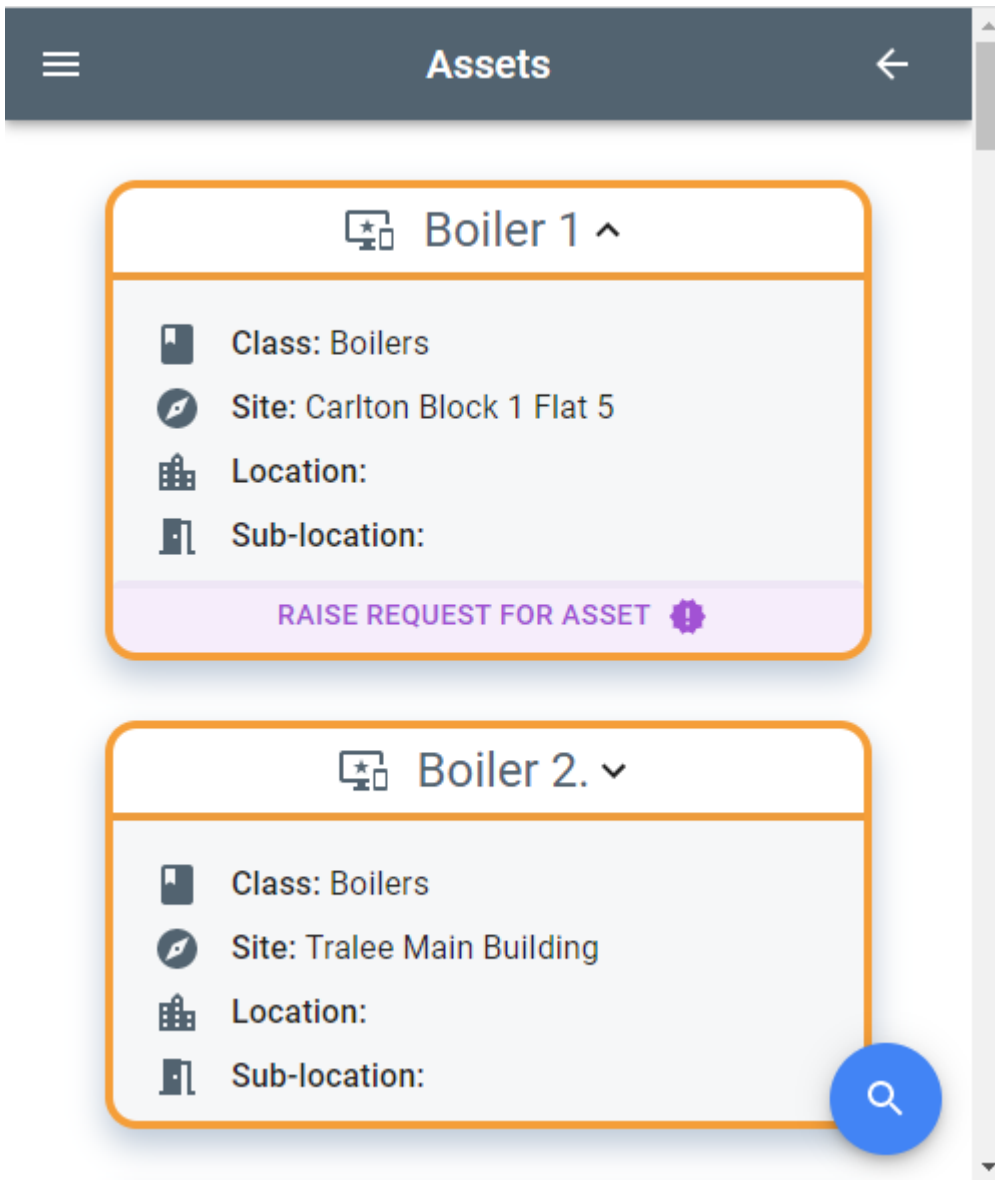 Assets
Boiler 1
Class: Boilers
Site: Carlton Block 1 Flat 5
Location:
Sub-location:
RAISE REQUEST FOR ASSET
Boiler 2.
Class: Boilers
Site: Tralee Main Building
Location:
Sub-location: